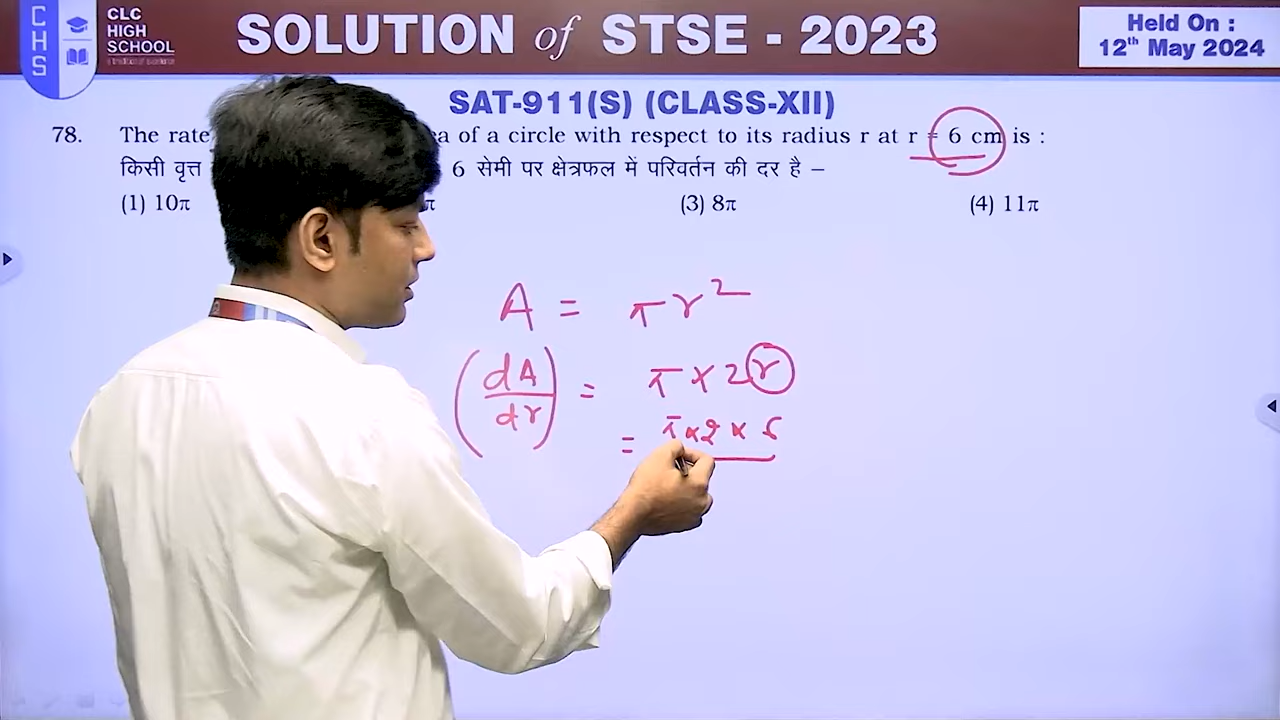 CHS
CLC
HIGH
SCHOOL
SOLUTION of STSE - 2023
Held On :
12th May 2024
SAT-911(S) (CLASS-XII)
78. The rate of a circle with respect to its radius r at r = 6 cm is :
किसी वृत्त 6 सेमी पर क्षेत्रफल में परिवर्तन की दर है –
(1) 10π π (3) 8π (4) 11π
A = πr²
(dA/dr) = π × 2r
= π × 2 × 6